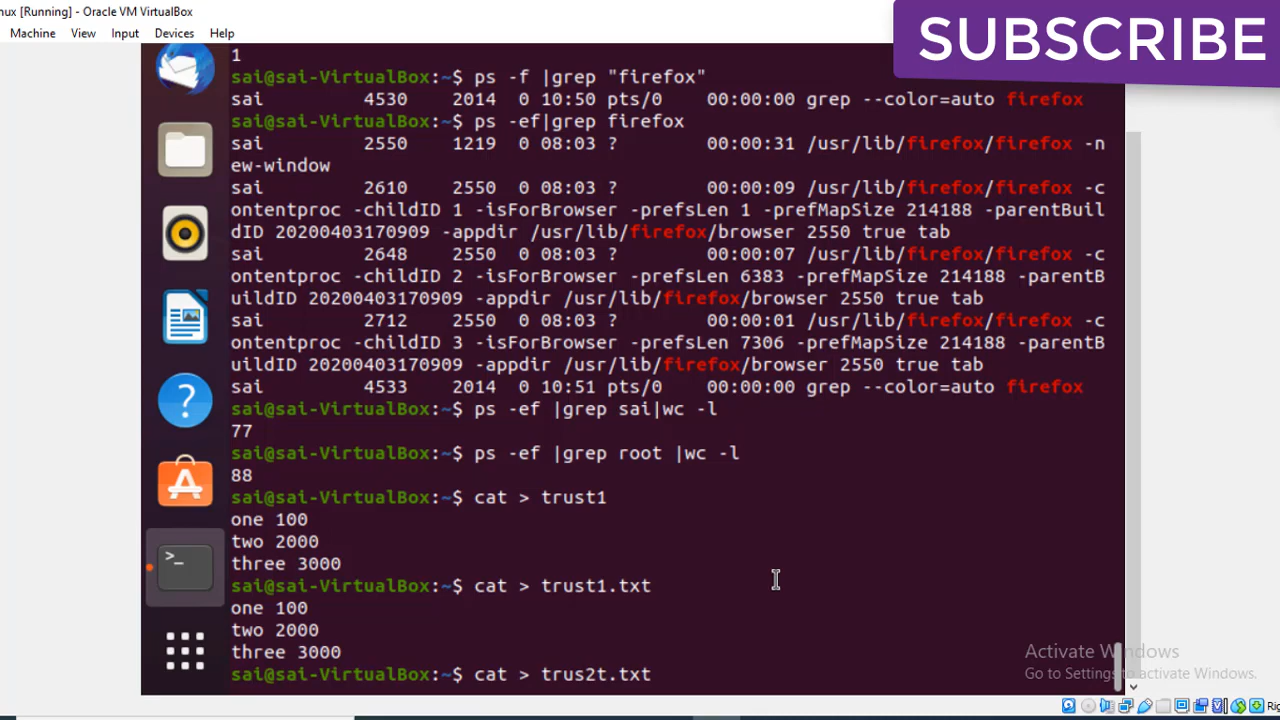 nux [Running] - Oracle VM VirtualBox
Machine View Input Devices Help
SUBSCRIBE
1
sai@sai-VirtualBox:~$ ps -f |grep "firefox"
sai 4530 2014 0 10:50 pts/0 00:00:00 grep --color=auto firefox
sai@sai-VirtualBox:~$ ps -ef|grep firefox
sai 2550 1219 0 08:03 ? 00:00:31 /usr/lib/firefox/firefox -n
ew-window
sai 2610 2550 0 08:03 ? 00:00:09 /usr/lib/firefox/firefox -c
ontentproc -childID 1 -isForBrowser -prefsLen 1 -prefMapSize 214188 -parentBuil
dID 20200403170909 -appdir /usr/lib/firefox/browser 2550 true tab
sai 2648 2550 0 08:03 ? 00:00:07 /usr/lib/firefox/firefox -c
ontentproc -childID 2 -isForBrowser -prefsLen 6383 -prefMapSize 214188 -parentB
uildID 20200403170909 -appdir /usr/lib/firefox/browser 2550 true tab
sai 2712 2550 0 08:03 ? 00:00:01 /usr/lib/firefox/firefox -c
ontentproc -childID 3 -isForBrowser -prefsLen 7306 -prefMapSize 214188 -parentB
uildID 20200403170909 -appdir /usr/lib/firefox/browser 2550 true tab
sai 4533 2014 0 10:51 pts/0 00:00:00 grep --color=auto firefox
sai@sai-VirtualBox:~$ ps -ef |grep sai|wc -l
77
sai@sai-VirtualBox:~$ ps -ef |grep root |wc -l
88
sai@sai-VirtualBox:~$ cat > trust1
one 100
two 2000
three 3000
sai@sai-VirtualBox:~$ cat > trust1.txt
one 100
two 2000
three 3000
sai@sai-VirtualBox:~$ cat > trus2t.txt
Activate Windows
Go to Settings to activate Windows.